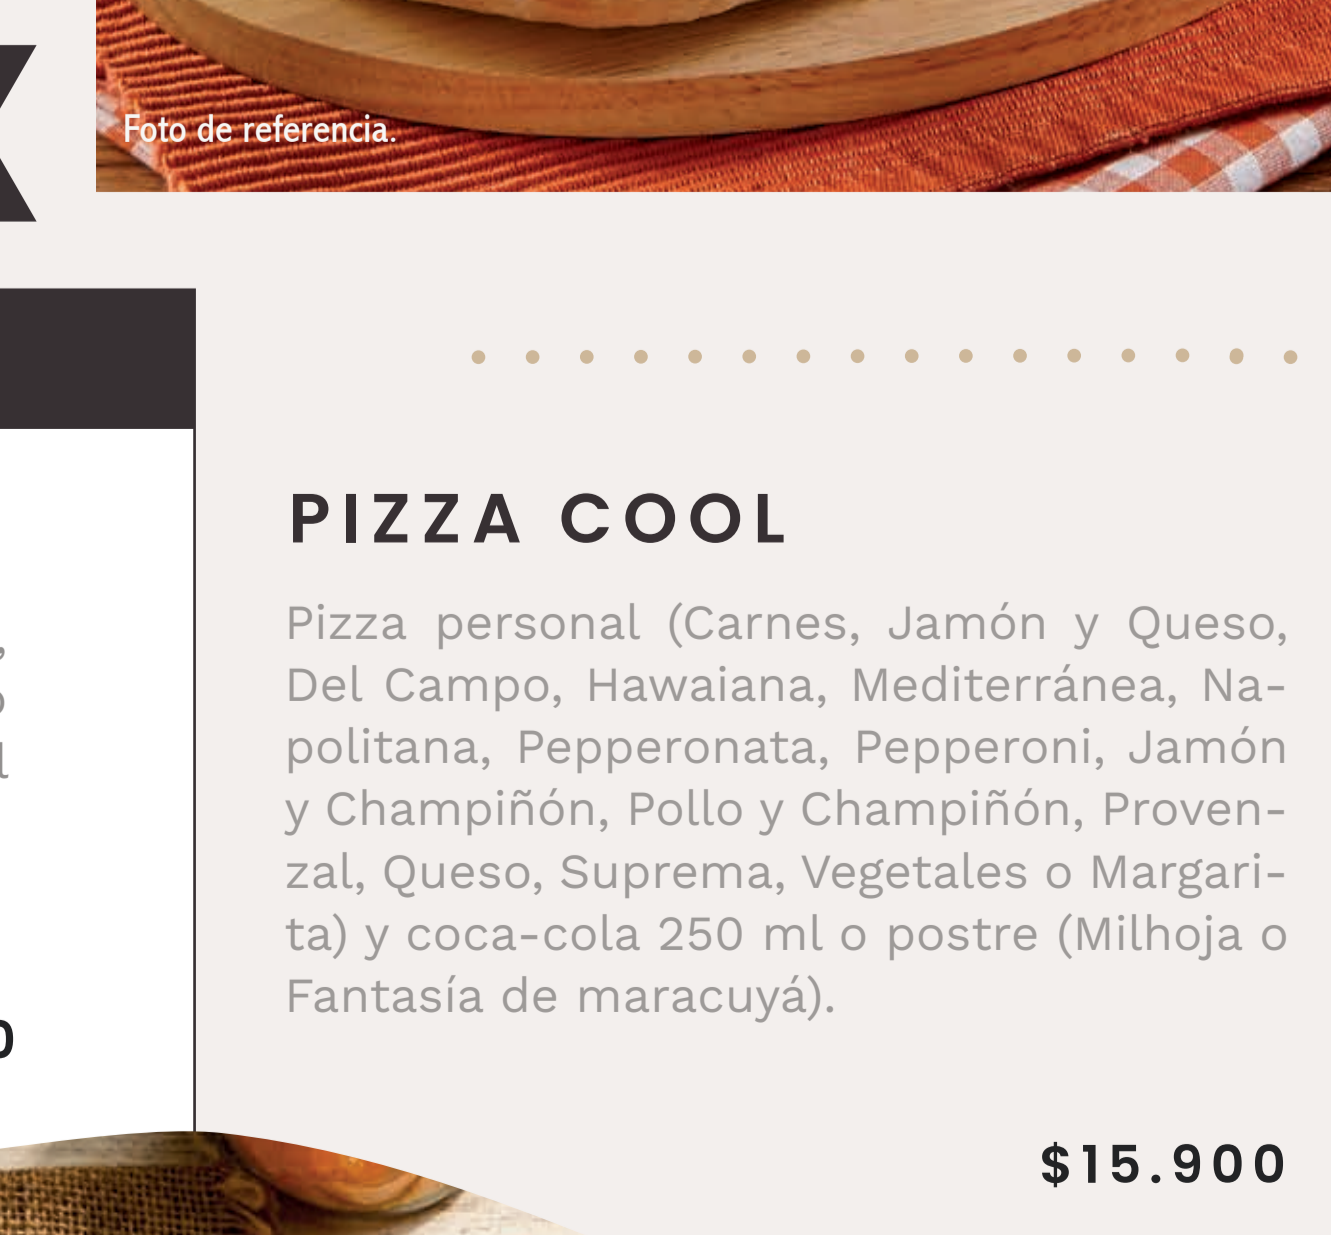 Foto de referencia.
PIZZA COOL
Pizza personal (Carnes, Jamón y Queso,
Del Campo, Hawaiana, Mediterránea, Na-
politana, Pepperonata, Pepperoni, Jamón
y Champiñón, Pollo y Champiñón, Proven-
zal, Queso, Suprema, Vegetales o Margari-
ta) y coca-cola 250 ml o postre (Milhoja o
Fantasía de maracuyá).
$15.900